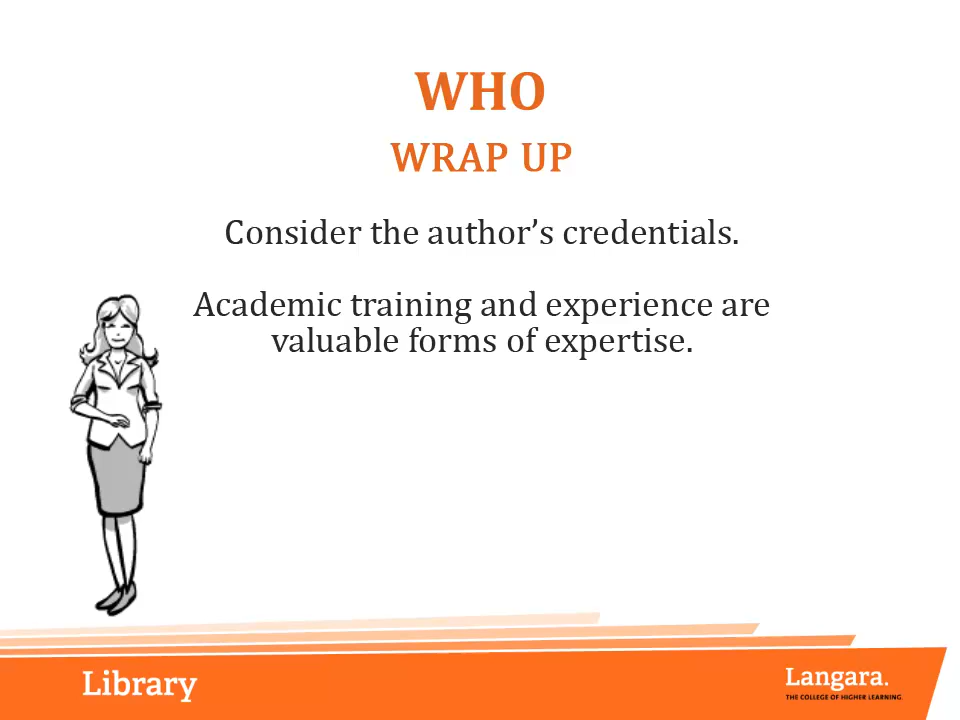 WHO
WRAP UP
Consider the author’s credentials.
Academic training and experience are
valuable forms of expertise.
Library
Langara.
THE COLLEGE OF HIGHER LEARNING.